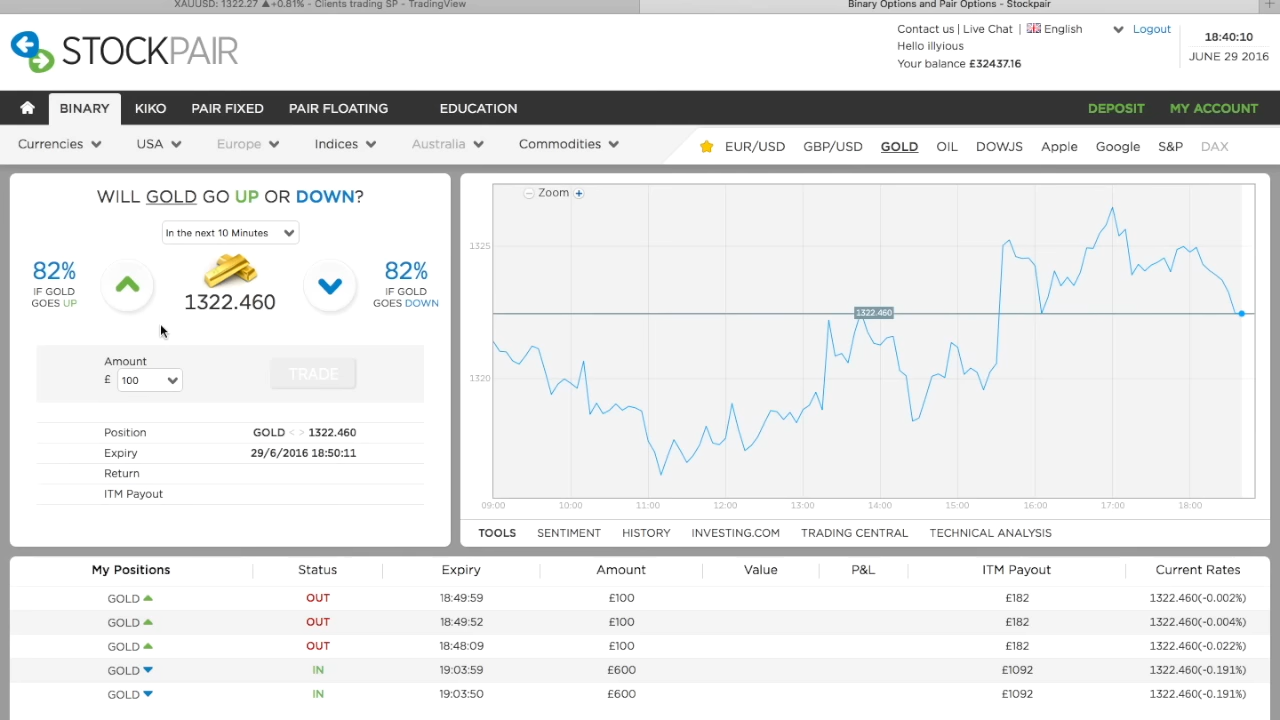 XAUUSD: 1322.27 ▲+0.81% - Clients trading SP - TradingView
Binary Options and Pair Options - Stockpair
STOCKPAIR
Contact us | Live Chat | English
Logout
Hello illyious
Your balance £32437.16
18:40:10
JUNE 29 2016
BINARY KIKO PAIR FIXED PAIR FLOATING EDUCATION DEPOSIT MY ACCOUNT
Currencies USA Europe Indices Australia Commodities
EUR/USD GBP/USD GOLD OIL DOWJS Apple Google S&P DAX
WILL GOLD GO UP OR DOWN?
In the next 10 Minutes
82%
IF GOLD
GOES UP
1322.460
82%
IF GOLD
GOES DOWN
Amount
£ 100
TRADE
Position GOLD < > 1322.460
Expiry 29/6/2016 18:50:11
Return
ITM Payout
Zoom
1325
1322.460
1320
09:00 10:00 11:00 12:00 13:00 14:00 15:00 16:00 17:00 18:00
TOOLS SENTIMENT HISTORY INVESTING.COM TRADING CENTRAL TECHNICAL ANALYSIS
My Positions Status Expiry Amount Value P&L ITM Payout Current Rates
GOLD OUT 18:49:59 £100 £182 1322.460(-0.002%)
GOLD OUT 18:49:52 £100 £182 1322.460(-0.004%)
GOLD OUT 18:48:09 £100 £182 1322.460(-0.022%)
GOLD IN 19:03:59 £600 £1092 1322.460(-0.191%)
GOLD IN 19:03:50 £600 £1092 1322.460(-0.191%)